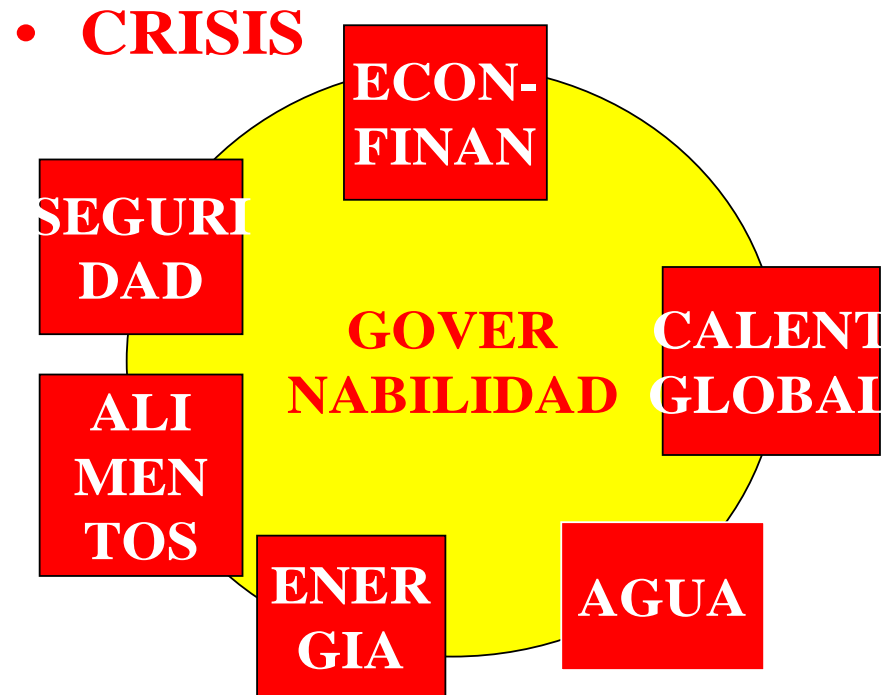 • CRISIS
ECON-
FINAN
SEGURI
DAD
GOVER
NABILIDAD
CALENT
GLOBAL
ALI
MEN
TOS
ENER
GIA
AGUA